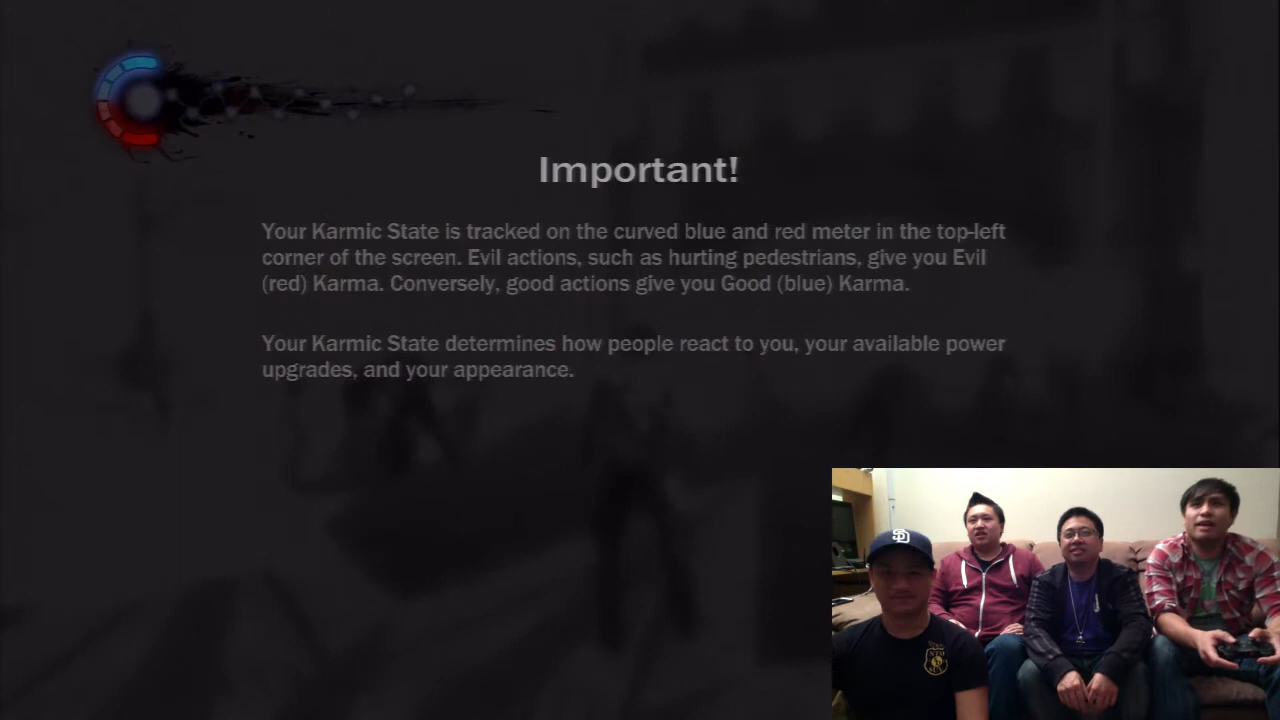 Important!
Your Karmic State is tracked on the curved blue and red meter in the top-left
corner of the screen. Evil actions, such as hurting pedestrians, give you Evil
(red) Karma. Conversely, good actions give you Good (blue) Karma.
Your Karmic State determines how people react to you, your available power
upgrades, and your appearance.
SD